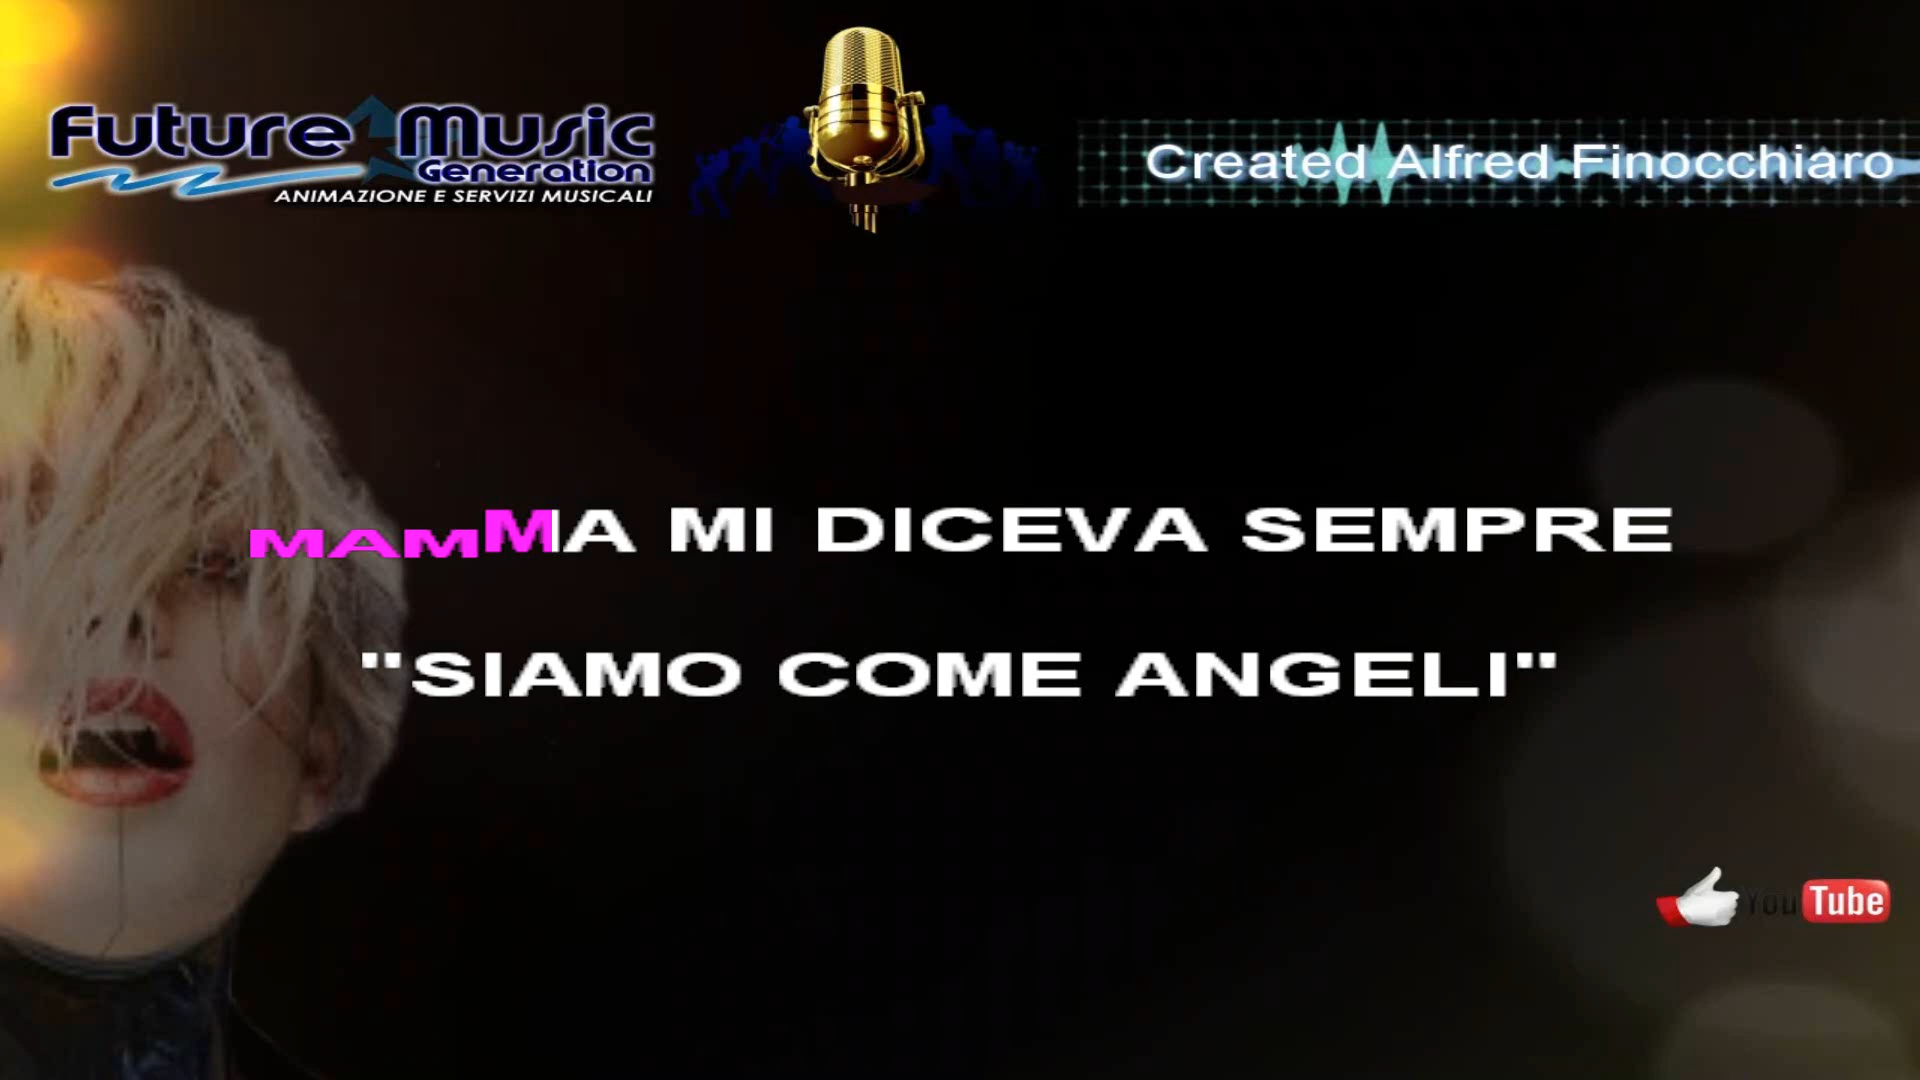 Future Music
Generation
ANIMAZIONE E SERVIZI MUSICALI
Created Alfred Finocchiaro
MAMMA MI DICEVA SEMPRE
"SIAMO COME ANGELI"
YouTube